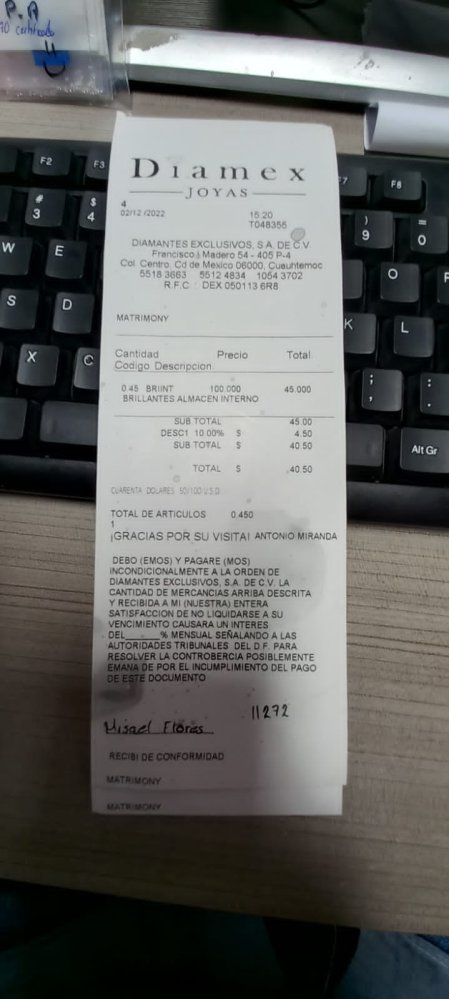 P.A
10 certificado
F2
F3
F7
F8
#
3
$
4
)
9
=
0
W
E
O
S
D
K
L
X
C
;
,
:
.
Alt Gr
Diamex
JOYAS
4
02/12 /2022 15:20
T048355
DIAMANTES EXCLUSIVOS, S.A. DE C.V.
Francisco I Madero 54 - 405 P-4
Col. Centro. Cd de Mexico 06000, Cuauhtemoc
5518 3663 5512 4834 1054 3702
R.F.C : DEX 050113 6R8
MATRIMONY
Cantidad Precio Total
Codigo Descripcion
0.45 BRIINT 100.000 45.000
BRILLANTES ALMACEN INTERNO
SUB TOTAL 45.00
DESC1 10.00% $ 4.50
SUB TOTAL $ 40.50
TOTAL $ 40.50
CUARENTA DOLARES 50/100 U.S.D.
TOTAL DE ARTICULOS 0.450
1
¡GRACIAS POR SU VISITA! ANTONIO MIRANDA
DEBO (EMOS) Y PAGARE (MOS)
INCONDICIONALMENTE A LA ORDEN DE
DIAMANTES EXCLUSIVOS, S.A. DE C.V. LA
CANTIDAD DE MERCANCIAS ARRIBA DESCRITA
Y RECIBIDA A MI (NUESTRA) ENTERA
SATISFACCION DE NO LIQUIDARSE A SU
VENCIMIENTO CAUSARA UN INTERES
DEL______% MENSUAL SEÑALANDO A LAS
AUTORIDADES TRIBUNALES DEL D.F. PARA
RESOLVER LA CONTROBERCIA POSIBLEMENTE
EMANA DE POR EL INCUMPLIMIENTO DEL PAGO
DE ESTE DOCUMENTO
11272
Misael Flores
RECIBI DE CONFORMIDAD
MATRIMONY
MATRIMONY